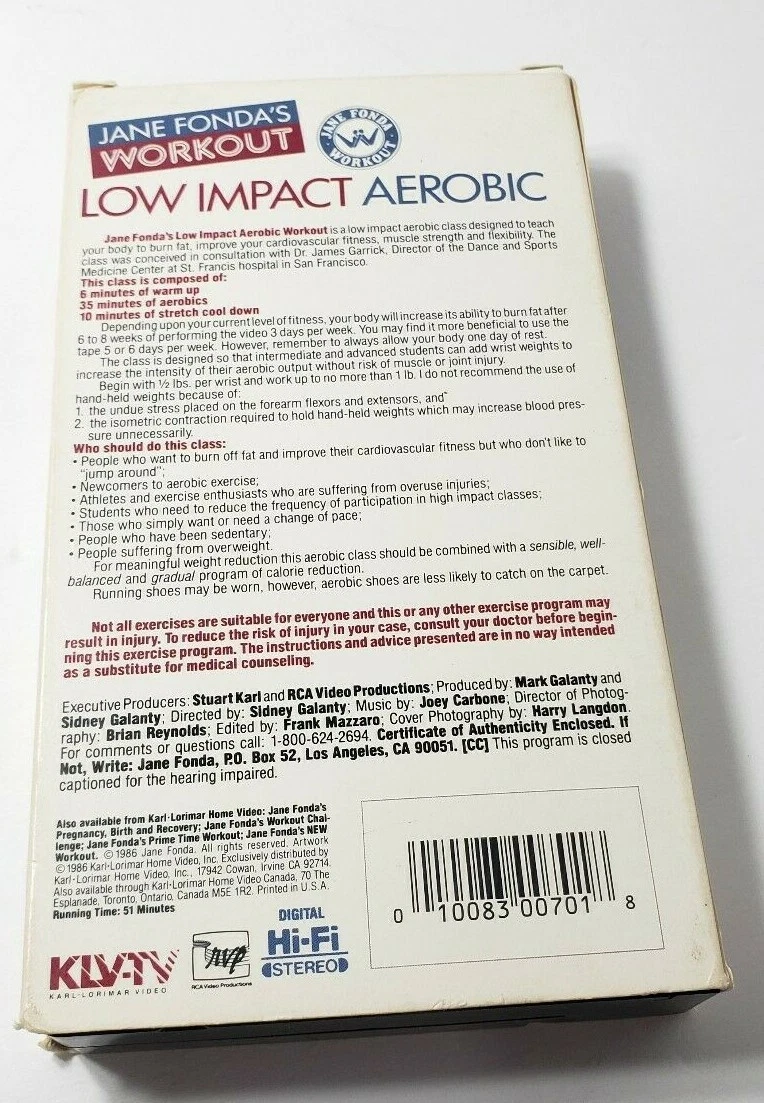 JANE FONDA'S
WORKOUT
JANE FONDA
WORKOUT
LOW IMPACT AEROBIC
Jane Fonda's Low Impact Aerobic Workout is a low impact aerobic class designed to teach
your body to burn fat, improve your cardiovascular fitness, muscle strength and flexibility. The
class was conceived in consultation with Dr. James Garrick, Director of the Dance and Sports
Medicine Center at St. Francis hospital in San Francisco.
This class is composed of:
6 minutes of warm up
35 minutes of aerobics
10 minutes of stretch cool down
Depending upon your current level of fitness, your body will increase its ability to burn fat after
6 to 8 weeks of performing the video 3 days per week. You may find it more beneficial to use the
tape 5 or 6 days per week. However, remember to always allow your body one day of rest.
The class is designed so that intermediate and advanced students can add wrist weights to
increase the intensity of their aerobic output without risk of muscle or joint injury.
Begin with ½ lbs. per wrist and work up to no more than 1 lb. I do not recommend the use of
hand-held weights because of:
1. the undue stress placed on the forearm flexors and extensors, and
2. the isometric contraction required to hold hand-held weights which may increase blood pres-
sure unnecessarily.
Who should do this class:
• People who want to burn off fat and improve their cardiovascular fitness but who don't like to
"jump around";
• Newcomers to aerobic exercise;
• Athletes and exercise enthusiasts who are suffering from overuse injuries;
• Students who need to reduce the frequency of participation in high impact classes;
• Those who simply want or need a change of pace;
• People who have been sedentary;
• People suffering from overweight.
For meaningful weight reduction this aerobic class should be combined with a sensible, well-
balanced and gradual program of calorie reduction.
Running shoes may be worn, however, aerobic shoes are less likely to catch on the carpet.
Not all exercises are suitable for everyone and this or any other exercise program may
result in injury. To reduce the risk of injury in your case, consult your doctor before begin-
ning this exercise program. The instructions and advice presented are in no way intended
as a substitute for medical counseling.
Executive Producers: Stuart Karl and RCA Video Productions; Produced by: Mark Galanty and
Sidney Galanty; Directed by: Sidney Galanty; Music by: Joey Carbone; Director of Photog-
raphy: Brian Reynolds; Edited by: Frank Mazzaro; Cover Photography by: Harry Langdon.
For comments or questions call: 1-800-624-2694. Certificate of Authenticity Enclosed. If
Not, Write: Jane Fonda, P.O. Box 52, Los Angeles, CA 90051. [CC] This program is closed
captioned for the hearing impaired.
Also available from Karl·Lorimar Home Video: Jane Fonda's
Pregnancy, Birth and Recovery; Jane Fonda's Workout Chal-
lenge; Jane Fonda's Prime Time Workout; Jane Fonda's NEW
Workout. ©1986 Jane Fonda. All rights reserved. Artwork
©1986 Karl·Lorimar Home Video, Inc. Exclusively distributed by
Karl·Lorimar Home Video, Inc., 17942 Cowan, Irvine CA 92714.
Also available through Karl·Lorimar Home Video Canada, 70 The
Esplanade, Toronto, Ontario, Canada M5E 1R2. Printed in U.S.A.
Running Time: 51 Minutes
KLV-TV
KARL-LORIMAR VIDEO
rvp
RCA Video Productions
DIGITAL
Hi-Fi
STEREO
0 10083 00701 8